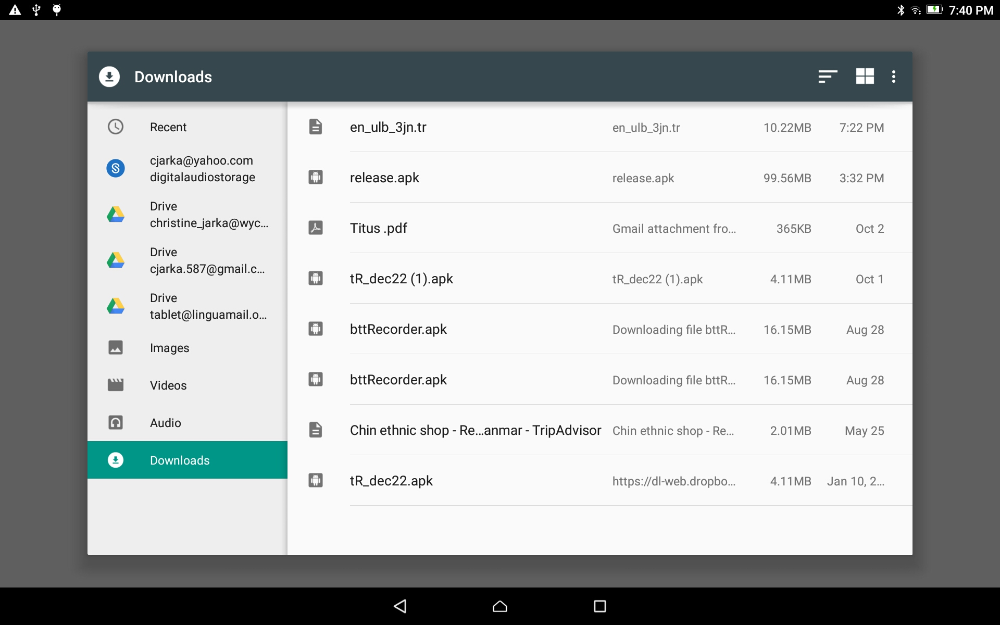 7:40 PM
Downloads
Recent
cjarka@yahoo.com
digitalaudiostorage
Drive
christine_jarka@wyc...
Drive
cjarka.587@gmail.c...
Drive
tablet@linguamail.o...
Images
Videos
Audio
Downloads
en_ulb_3jn.tr en_ulb_3jn.tr 10.22MB 7:22 PM
release.apk release.apk 99.56MB 3:32 PM
Titus .pdf Gmail attachment fro... 365KB Oct 2
tR_dec22 (1).apk tR_dec22 (1).apk 4.11MB Oct 1
bttRecorder.apk Downloading file bttR... 16.15MB Aug 28
bttRecorder.apk Downloading file bttR... 16.15MB Aug 28
Chin ethnic shop - Re...anmar - TripAdvisor Chin ethnic shop - Re... 2.01MB May 25
tR_dec22.apk https://dl-web.dropbo... 4.11MB Jan 10, 2...